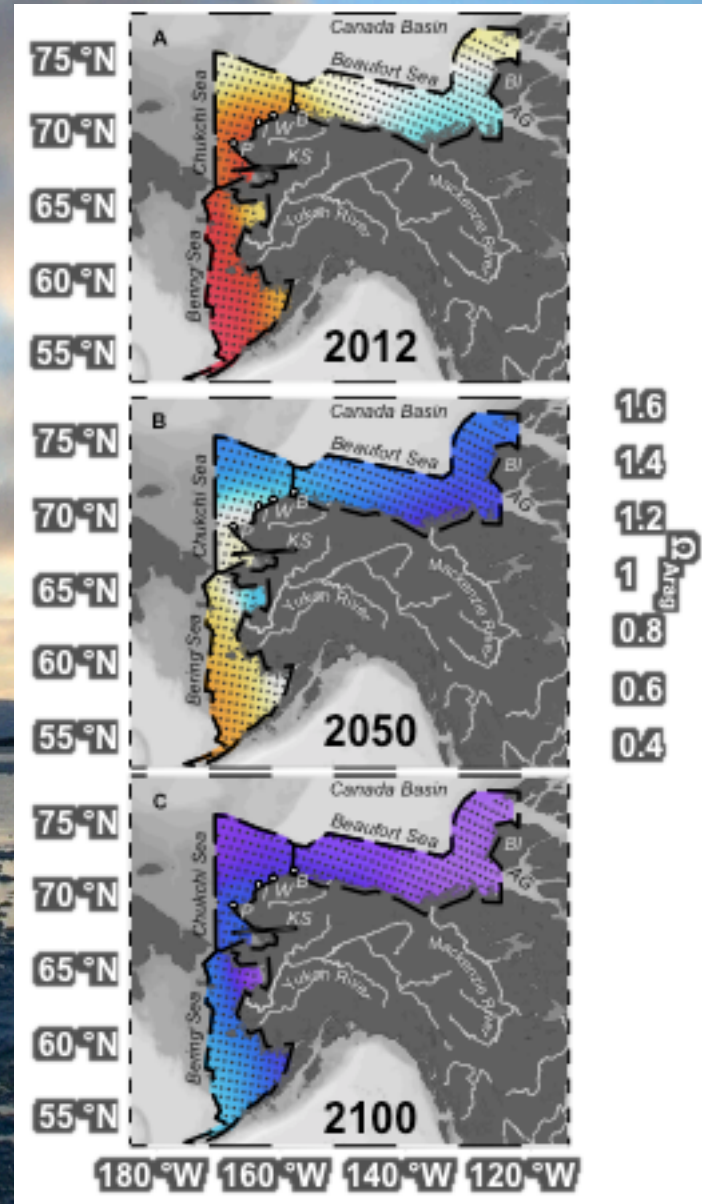 A
Canada Basin
Beaufort Sea
75°N
BI
Chukchi Sea
AG
70°N
I W B
P
KS
Mackenzie River
65°N
Yukon River
Bering Sea
60°N
55°N
2012
B
Canada Basin
1.6
75°N
Beaufort Sea
BI
1.4
Chukchi Sea
AG
70°N
W B
1.2
KS
Mackenzie River
1
Ω Arag
65°N
Yukon River
0.8
Bering Sea
60°N
0.6
55°N
2050
0.4
C
Canada Basin
75°N
Beaufort Sea
BI
Chukchi Sea
AG
70°N
I W B
P
KS
Mackenzie River
65°N
Yukon River
Bering Sea
60°N
55°N
2100
180°W 160°W 140°W 120°W